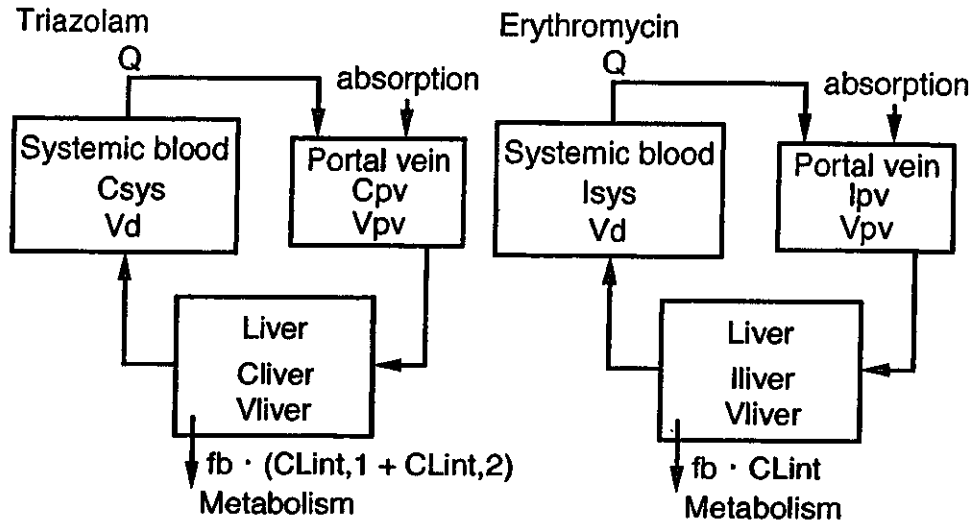 Triazolam
Q
absorption
Systemic blood
Csys
Vd
Portal vein
Cpv
Vpv
Liver
Cliver
Vliver
fb · (CLint,1 + CLint,2)
Metabolism
Erythromycin
Q
absorption
Systemic blood
Isys
Vd
Portal vein
Ipv
Vpv
Liver
Iliver
Vliver
fb · CLint
Metabolism